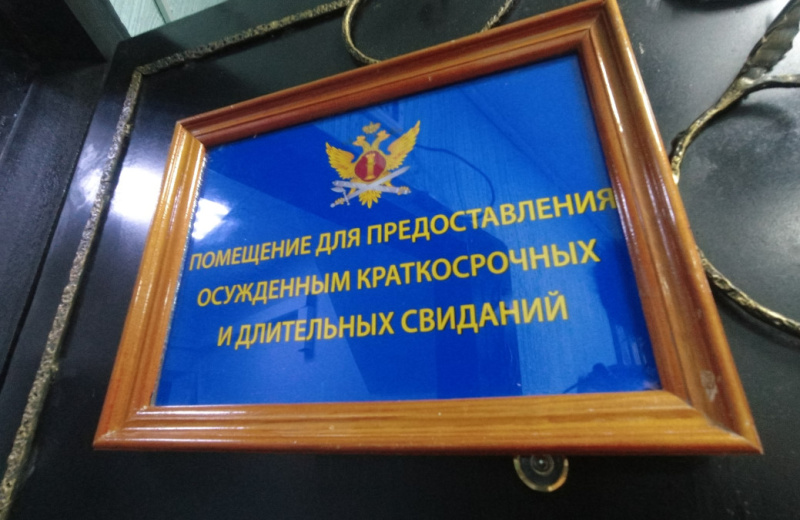 ПОМЕЩЕНИЕ ДЛЯ ПРЕДОСТАВЛЕНИЯ
ОСУЖДЕННЫМ КРАТКОСРОЧНЫХ
И ДЛИТЕЛЬНЫХ СВИДАНИЙ